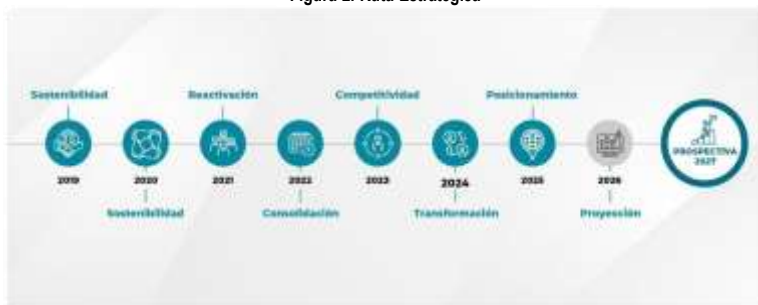 Figura 2. Ruta Estratégica
Sostenibilidad
Reactivación
Competitividad
Posicionamiento
2019
2020
2021
2022
2023
2024
2025
2026
PROSPECTIVA
2027
Sostenibilidad
Consolidación
Transformación
Proyección